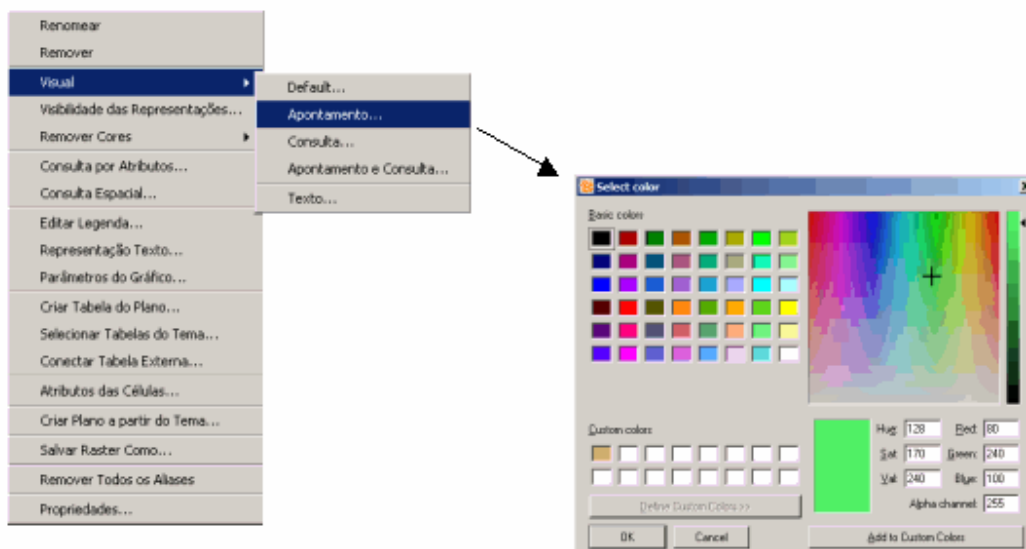 Renomear
Remover
Visual
Visibilidade das Representações...
Remover Cores
Consulta por Atributos...
Consulta Espacial...
Editar Legenda...
Representação Texto...
Parâmetros do Gráfico...
Criar Tabela do Plano...
Selecionar Tabelas do Tema...
Conectar Tabela Externa...
Atributos das Células...
Criar Plano a partir do Tema...
Salvar Raster Como...
Remover Todos os Aliases
Propriedades...
Default...
Apontamento...
Consulta...
Apontamento e Consulta...
Texto...
Select color
Basic colors
Custom colors
Define Custom Colors >>
OK Cancel
Hue: 128 Red: 80
Sat: 170 Green: 240
Val: 240 Blue: 100
Alpha channel: 255
Add to Custom Colors